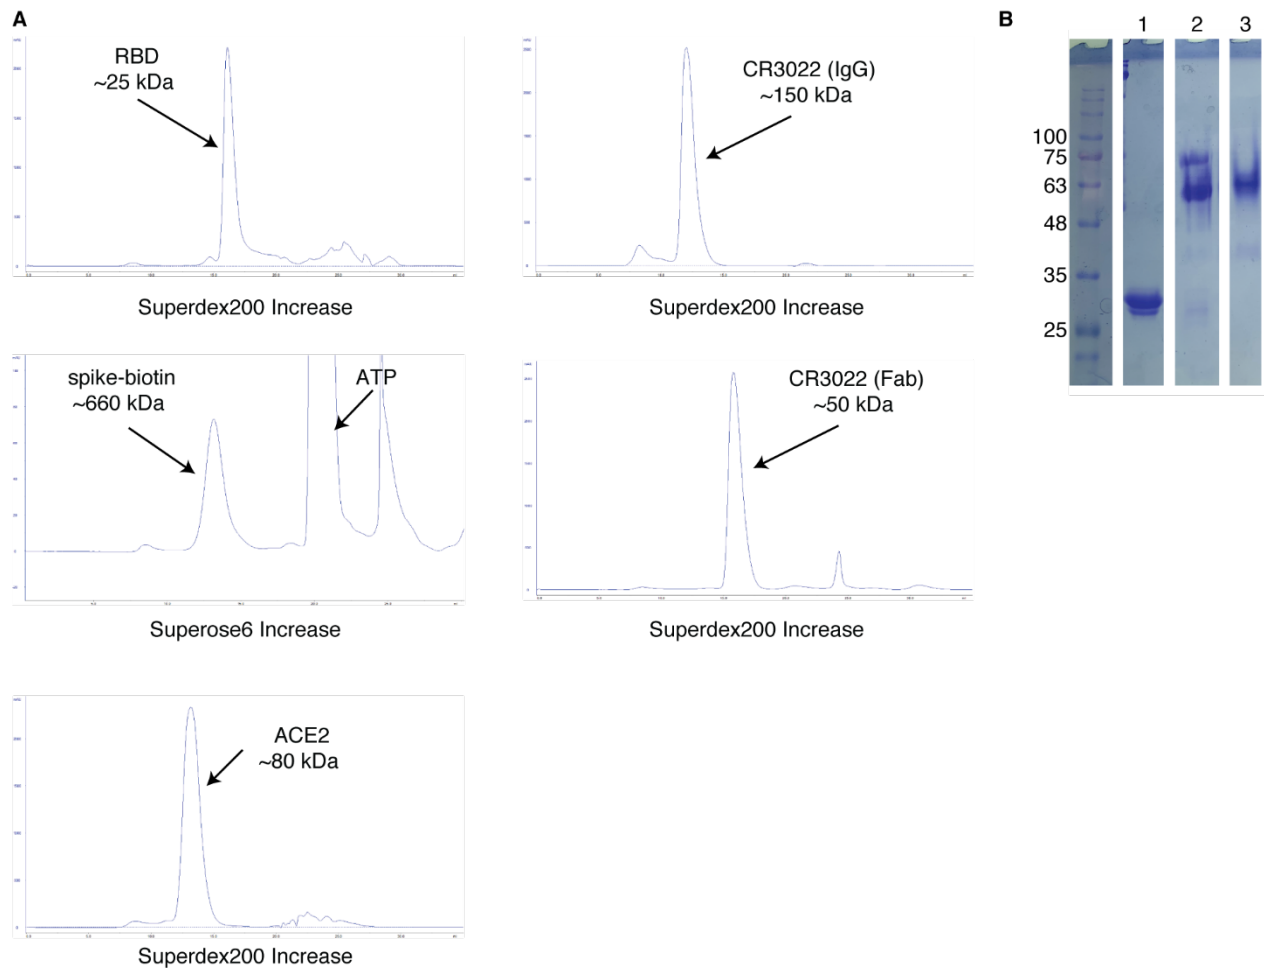 A
RBD
~25 kDa
Superdex200 Increase
CR3022 (IgG)
~150 kDa
Superdex200 Increase
spike-biotin
~660 kDa
ATP
Superose6 Increase
CR3022 (Fab)
~50 kDa
Superdex200 Increase
ACE2
~80 kDa
Superdex200 Increase
B
1 2 3
100
75
63
48
35
25